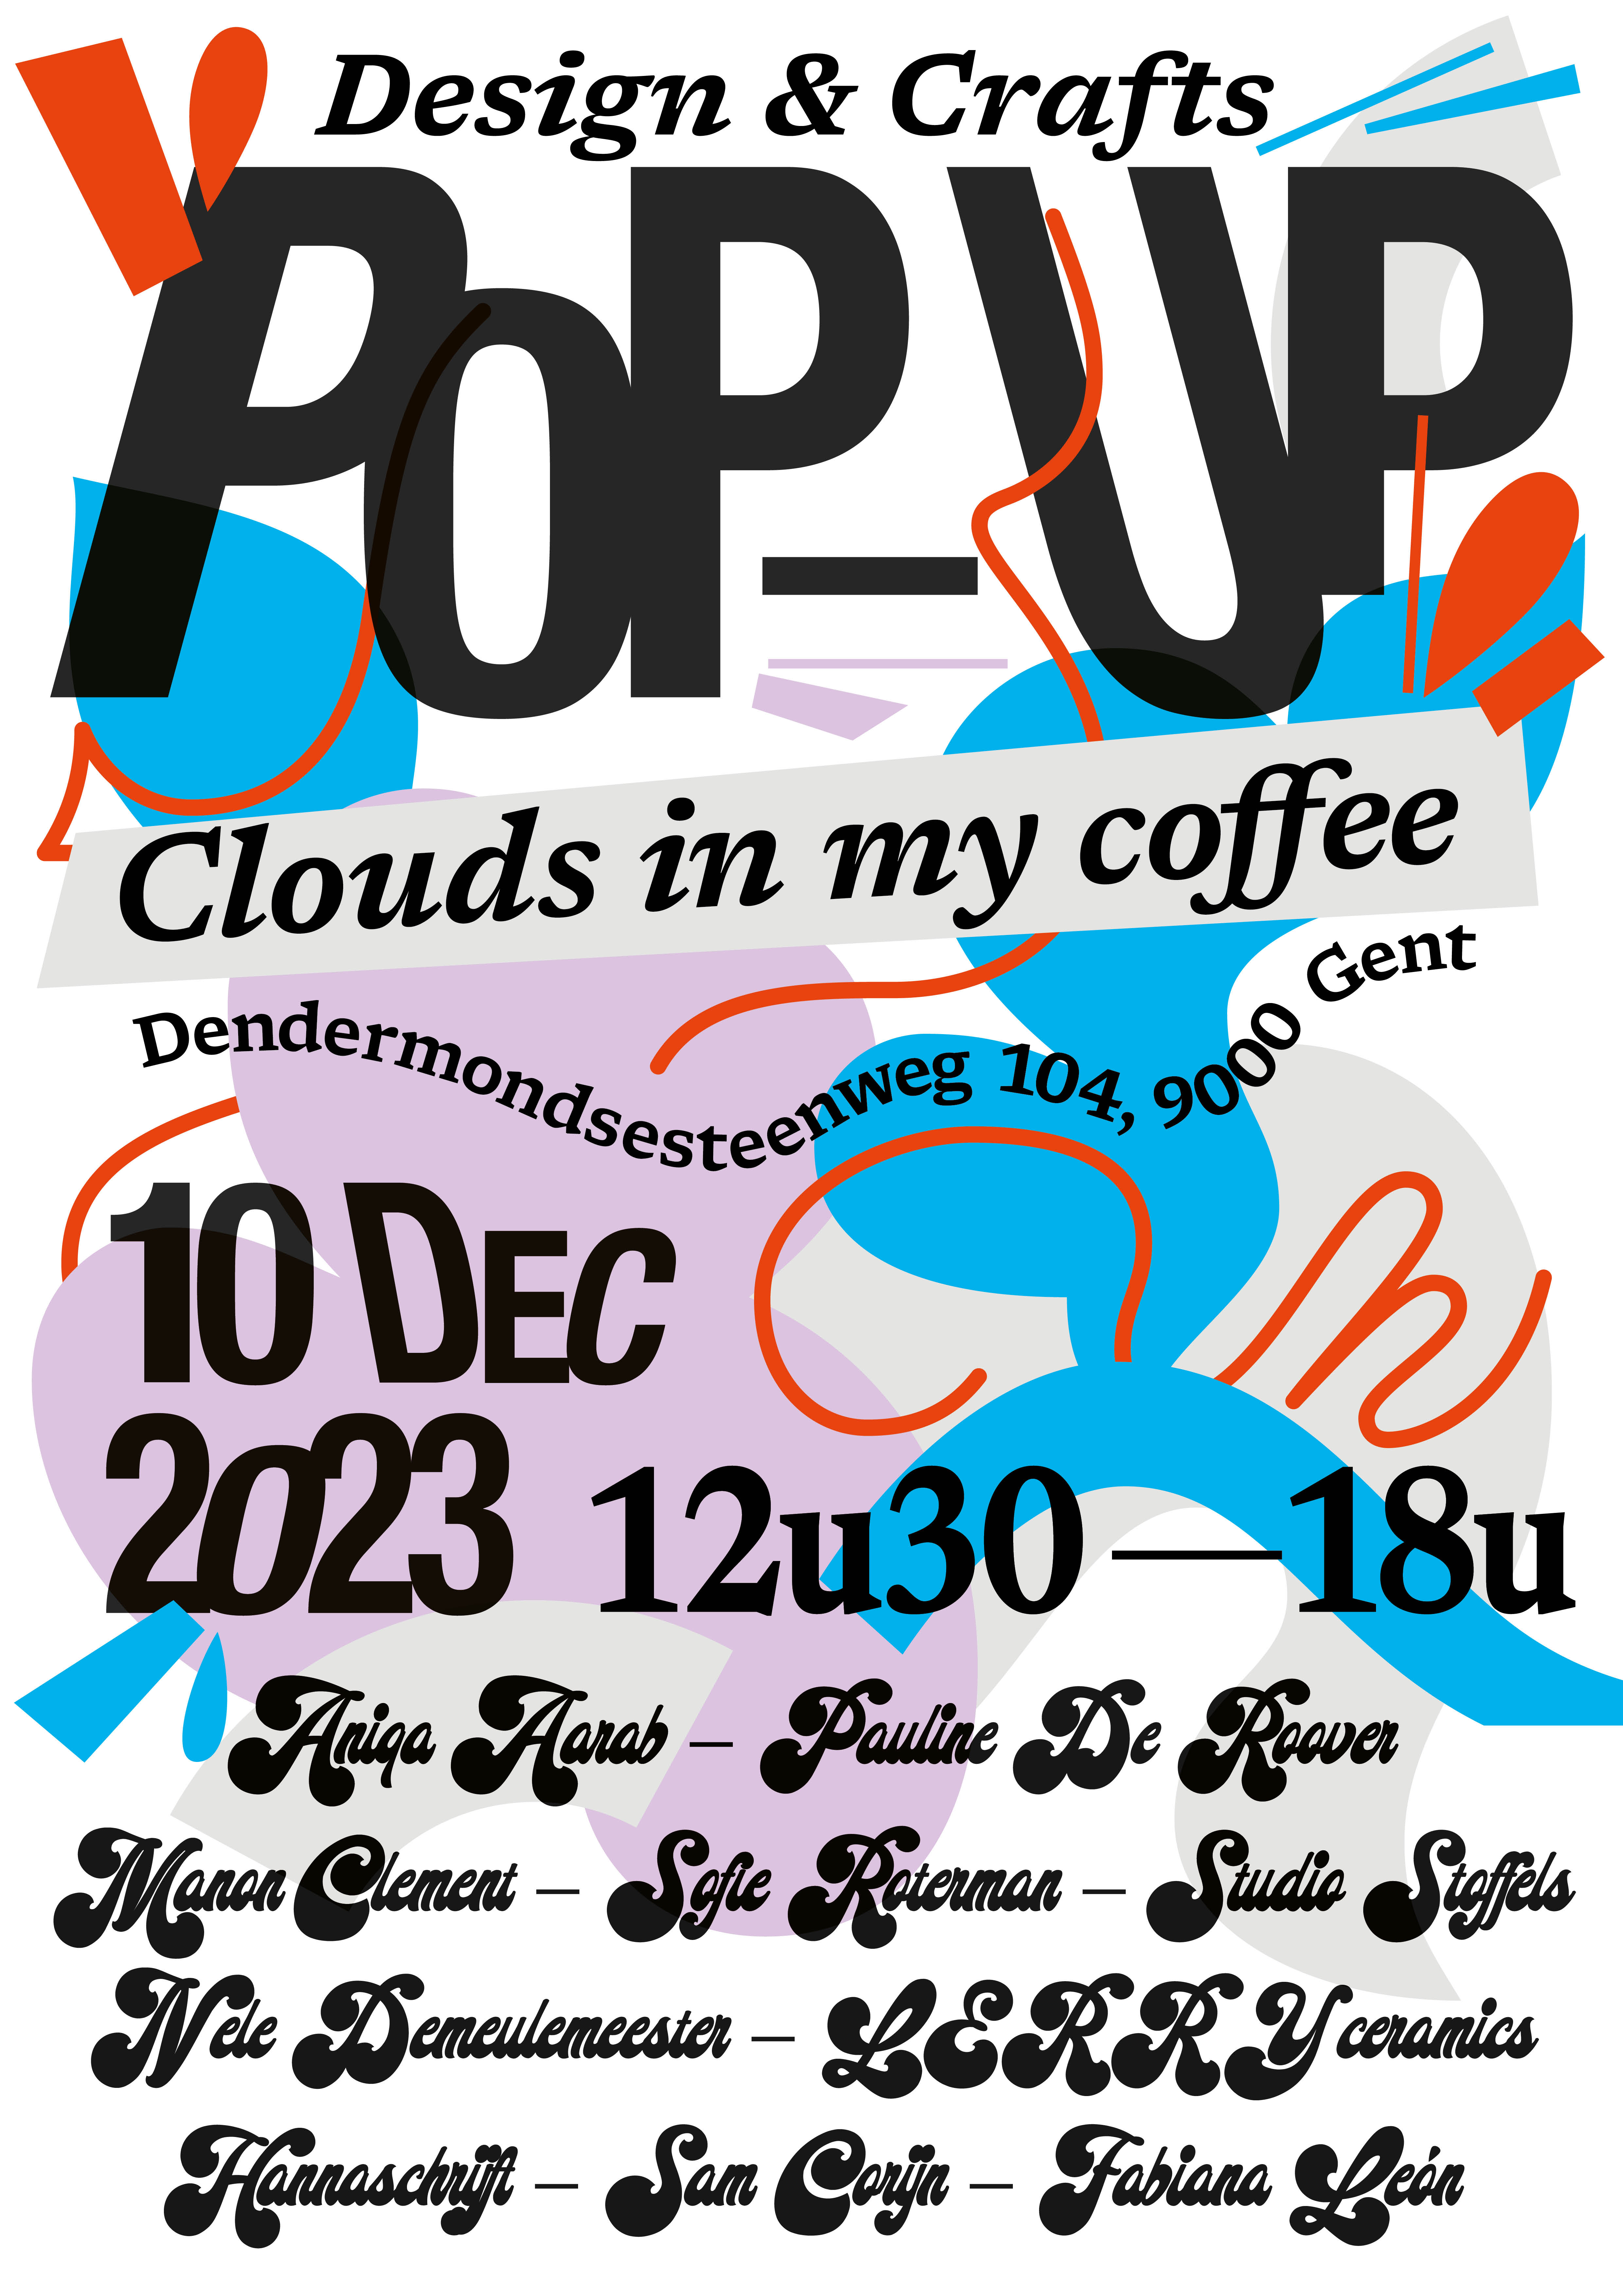 Design & Crafts
PoP–UP
Clouds in my coffee
Dendermondsesteenweg 104, 9000 Gent
10 Dec
2023 12u30—18u
Aniqa Aarab – Pauline De Roover
Manon Clement – Sofie Roterman – Studio Stoffels
Nele Demeulemeester – LERRY ceramics
Hannaschrijft – Sam Corijn – Fabiana León